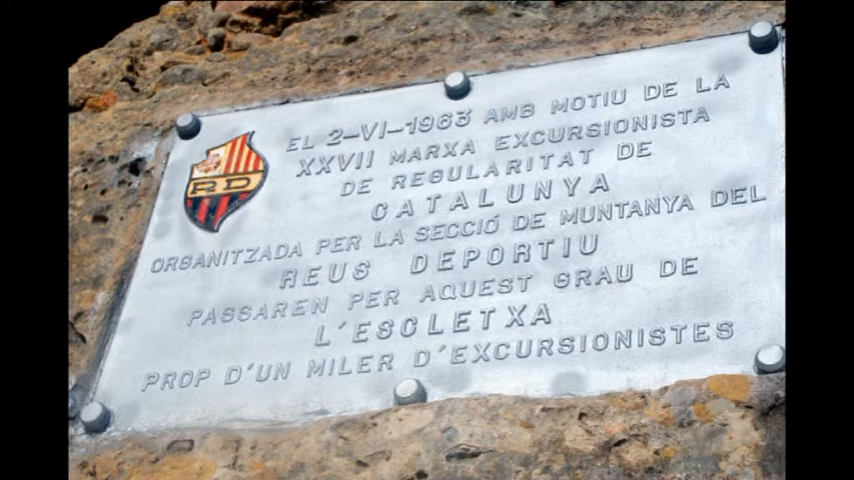 EL 2-VI-1963 AMB MOTIU DE LA
XXVII MARXA EXCURSIONISTA
DE REGULARITAT DE
CATALUNYA
RD
ORGANITZADA PER LA SECCIÓ DE MUNTANYA DEL
REUS DEPORTIU
PASSAREN PER AQUEST GRAU DE
L'ESCLETXA
PROP D'UN MILER D'EXCURSIONISTES